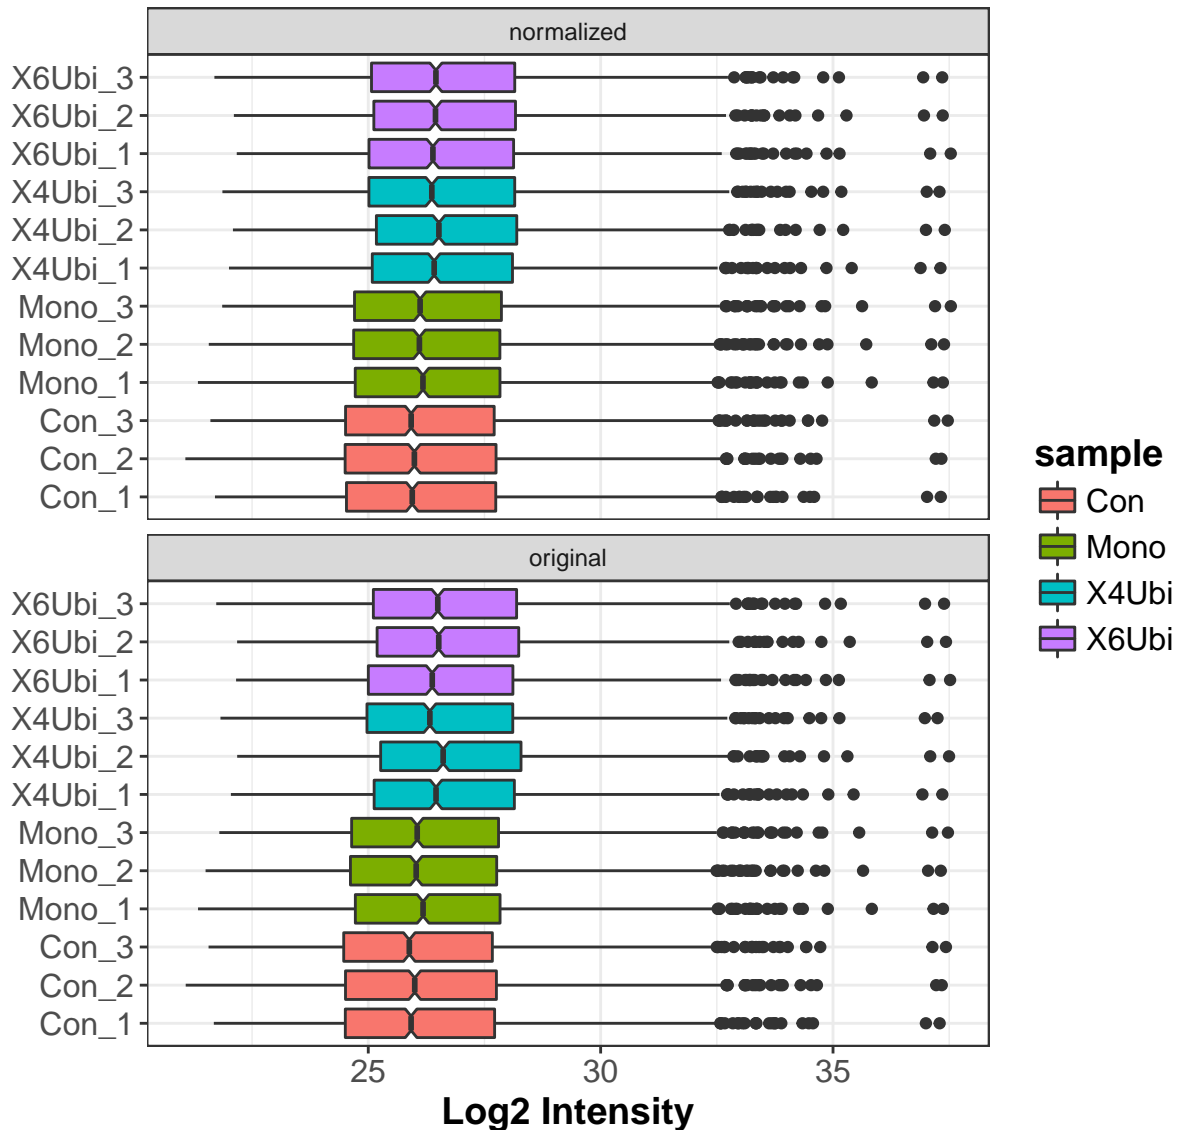 normalized
X6Ubi_3
X6Ubi_2
X6Ubi_1
X4Ubi_3
X4Ubi_2
X4Ubi_1
Mono_3
Mono_2
Mono_1
Con_3
Con_2
Con_1
original
X6Ubi_3
X6Ubi_2
X6Ubi_1
X4Ubi_3
X4Ubi_2
X4Ubi_1
Mono_3
Mono_2
Mono_1
Con_3
Con_2
Con_1
25 30 35
Log2 Intensity
sample
Con
Mono
X4Ubi
X6Ubi